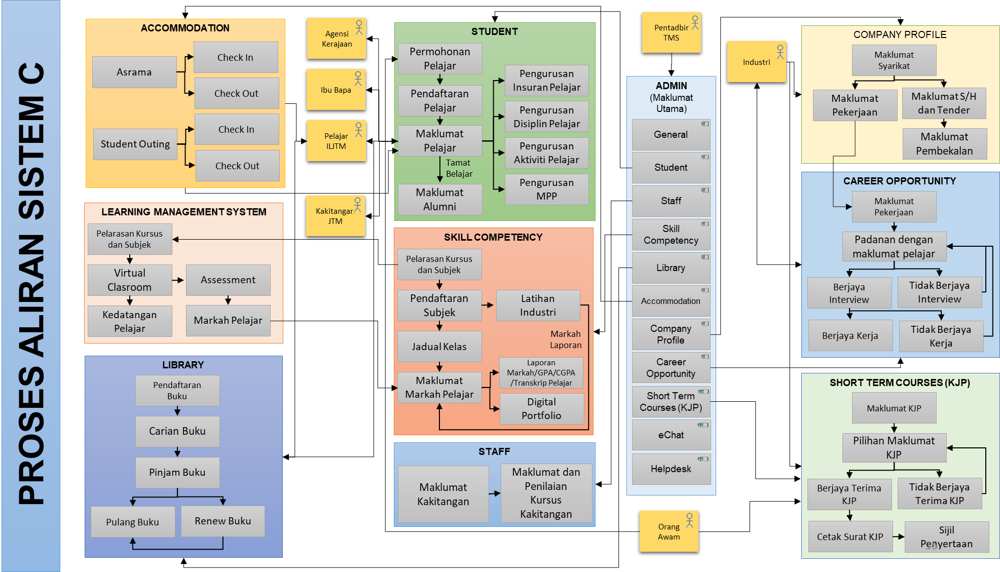 PROSES ALIRAN SISTEM C
ACCOMMODATION
Asrama
Check In
Check Out
Student Outing
Check In
Check Out
LEARNING MANAGEMENT SYSTEM
Pelarasan Kursus
dan Subjek
Virtual
Clasroom
Assessment
Kedatangan
Pelajar
Markah Pelajar
LIBRARY
Pendaftaran
Buku
Carian Buku
Pinjam Buku
Pulang Buku
Renew Buku
Agensi
Kerajaan
Ibu Bapa
Pelajar
ILJTM
Kakitangan
JTM
STUDENT
Permohonan
Pelajar
Pendaftaran
Pelajar
Maklumat
Pelajar
Tamat
Belajar
Maklumat
Alumni
Pengurusan
Insuran Pelajar
Pengurusan
Disiplin Pelajar
Pengurusan
Aktiviti Pelajar
Pengurusan
MPP
SKILL COMPETENCY
Pelarasan Kursus
dan Subjek
Pendaftaran
Subjek
Latihan
Industri
Jadual Kelas
Markah
Laporan
Maklumat
Markah Pelajar
Laporan
Markah/GPA/CGPA
/Transkrip Pelajar
Digital
Portfolio
STAFF
Maklumat
Kakitangan
Maklumat dan
Penilaian
Kursus
Kakitangan
Pentadbir
TMS
ADMIN
(Maklumat
Utama)
General
Student
Staff
Skill
Competency
Library
Accommodation
Company
Profile
Career
Opportunity
Short Term
Courses (KJP)
eChat
Helpdesk
Orang
Awam
Industri
COMPANY PROFILE
Maklumat
Syarikat
Maklumat
Pekerjaan
Maklumat S/H
dan Tender
Maklumat
Pembekalan
CAREER OPPORTUNITY
Maklumat
Pekerjaan
Padanan dengan
maklumat pelajar
Berjaya
Interview
Tidak Berjaya
Interview
Berjaya Kerja
Tidak Berjaya
Kerja
SHORT TERM COURSES (KJP)
Maklumat KJP
Pilihan Maklumat
KJP
Berjaya Terima
KJP
Tidak Berjaya
Terima KJP
Cetak Surat KJP
Sijil
Penyertaan
15